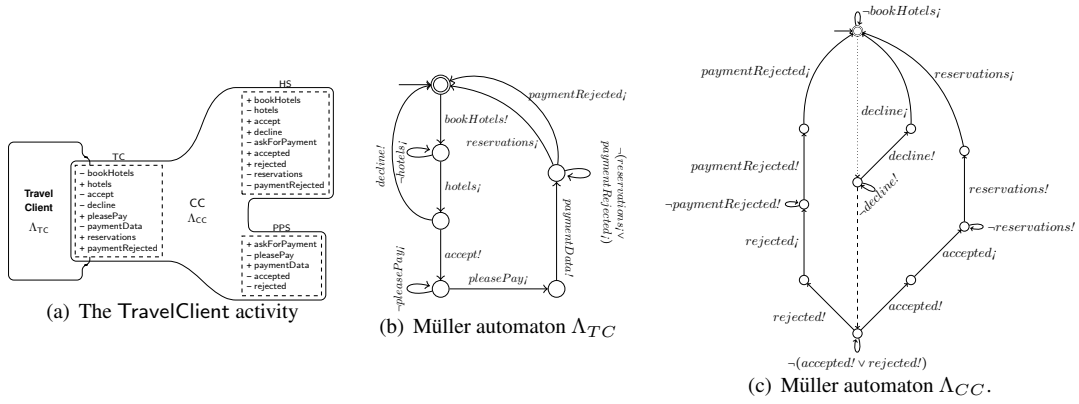 Travel
Client
Λ_TC
TC
− bookHotels
+ hotels
− accept
− decline
+ pleasePay
− paymentData
+ reservations
+ paymentRejected
CC
Λ_CC
HS
+ bookHotels
− hotels
+ accept
+ decline
− askForPayment
+ accepted
+ rejected
− reservations
− paymentRejected
PPS
+ askForPayment
− pleasePay
+ paymentData
− accepted
− rejected
(a) The TravelClient activity
bookHotels!
paymentRejected¡
reservations¡
decline!
¬hotels¡
hotels¡
accept!
¬pleasePay¡
pleasePay¡
paymentData!
¬(reservations¡∨
paymentRejected¡)
(b) Müller automaton Λ_TC
¬bookHotels¡
paymentRejected¡
reservations¡
decline¡
paymentRejected!
decline!
¬decline!
reservations!
¬paymentRejected!
¬reservations!
rejected¡
accepted¡
rejected!
accepted!
¬(accepted! ∨ rejected!)
(c) Müller automaton Λ_CC.